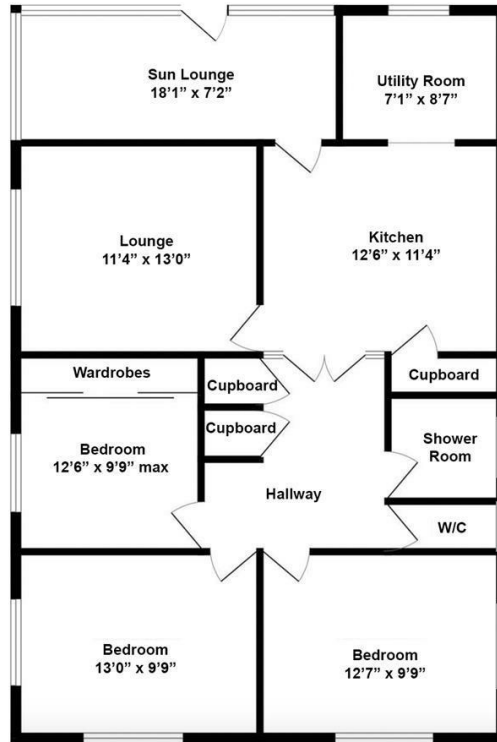 Sun Lounge
18’1” x 7’2”
Utility Room
7’1” x 8’7”
Lounge
11’4” x 13’0”
Kitchen
12’6” x 11’4”
Wardrobes
Cupboard
Cupboard
Cupboard
Bedroom
12’6” x 9’9” max
Shower
Room
Hallway
W/C
Bedroom
13’0” x 9’9”
Bedroom
12’7” x 9’9”